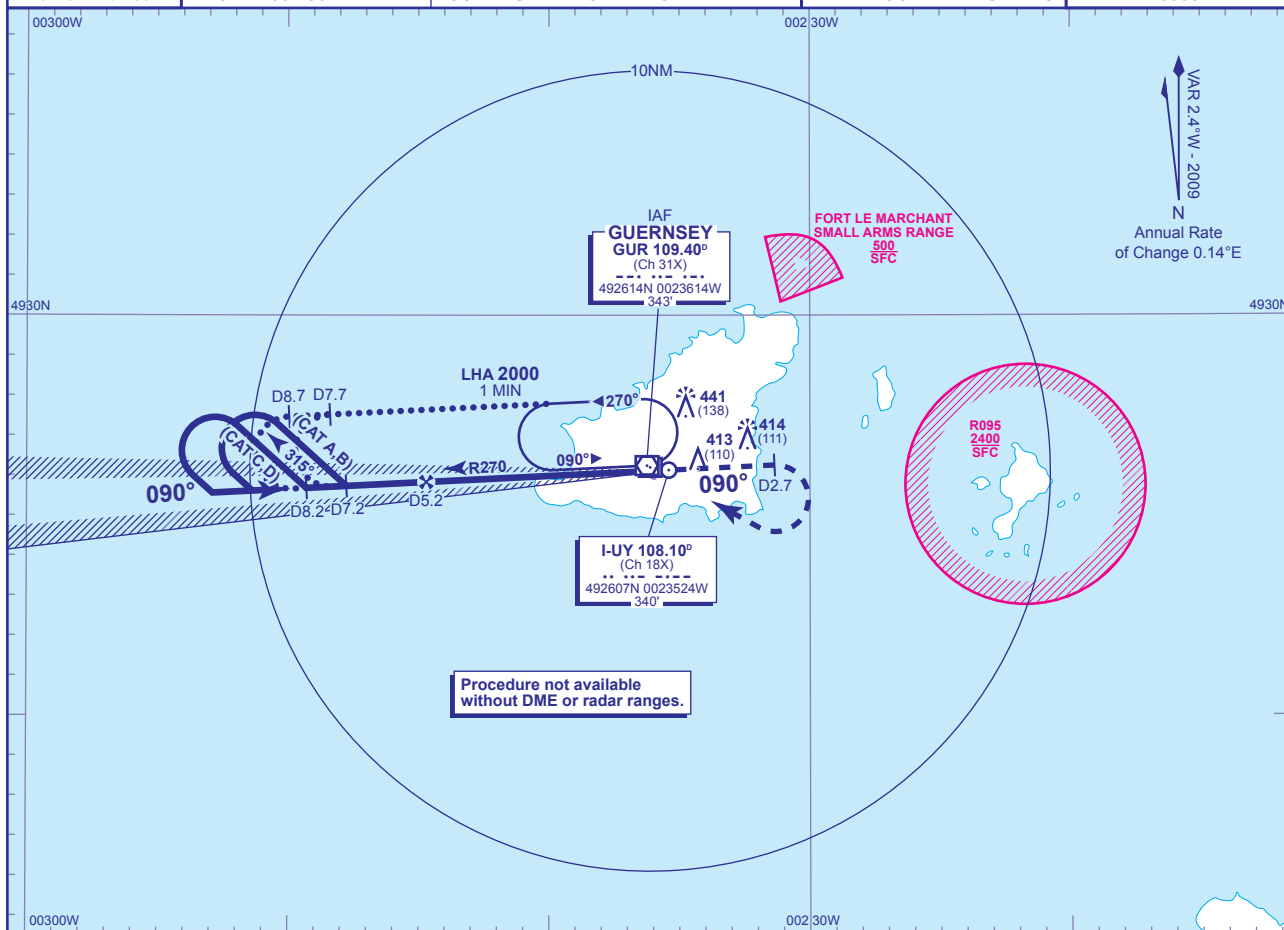 00300W
00230W
10NM
VAR 2.4°W - 2009
N
Annual Rate
of Change 0.14°E
IAF
GUERNSEY
GUR 109.40ᴰ
(Ch 31X)
--· ··- ·-·
492614N 0023614W
343'
FORT LE MARCHANT
SMALL ARMS RANGE
500
SFC
4930N
4930N
LHA 2000
1 MIN
D8.7
D7.7
270°
441
(138)
414
(111)
413
(110)
R095
2400
SFC
(CAT A,B)
(CAT C,D)
315°
090°
R270
090°
090°
D2.7
D8.2
D7.2
D5.2
I-UY 108.10ᴰ
(Ch 18X)
·· ··- -·--
492607N 0023524W
340'
Procedure not available
without DME or radar ranges.
00300W
00230W